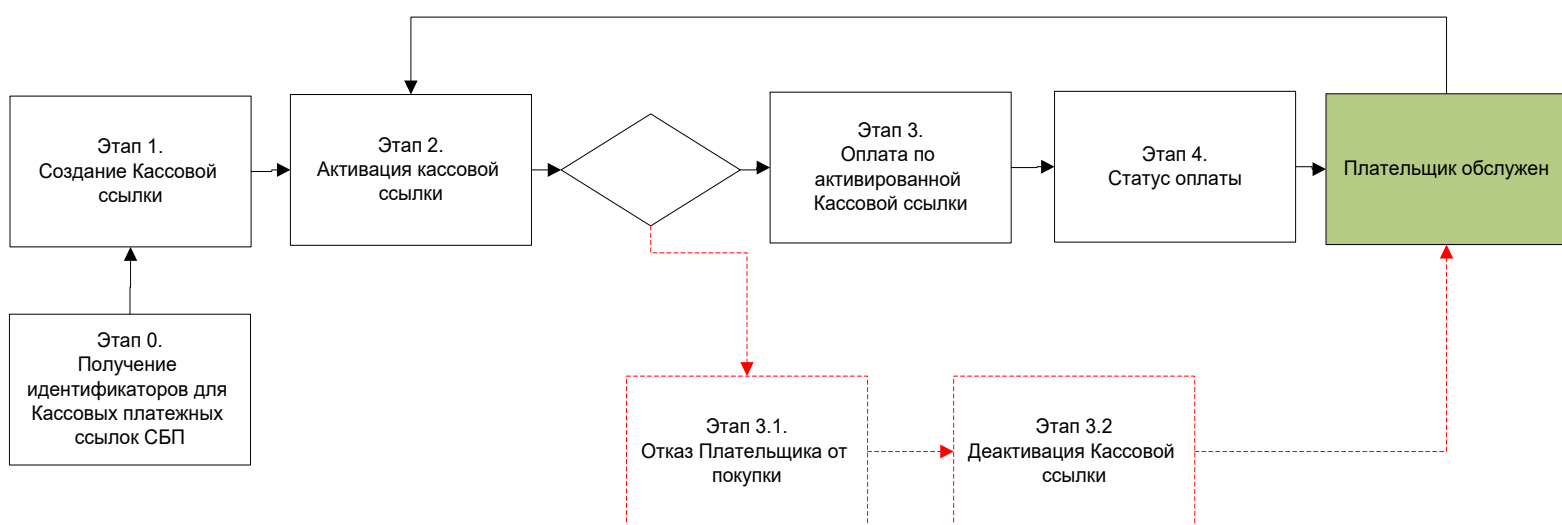 Этап 1.
Создание Кассовой
ссылки
Этап 2.
Активация кассовой
ссылки
Этап 3.
Оплата по
активированной
Кассовой ссылки
Этап 4.
Статус оплаты
Плательщик обслужен
Этап 0.
Получение
идентификаторов для
Кассовых платежных
ссылок СБП
Этап 3.1.
Отказ Плательщика от
покупки
Этап 3.2
Деактивация Кассовой
ссылки